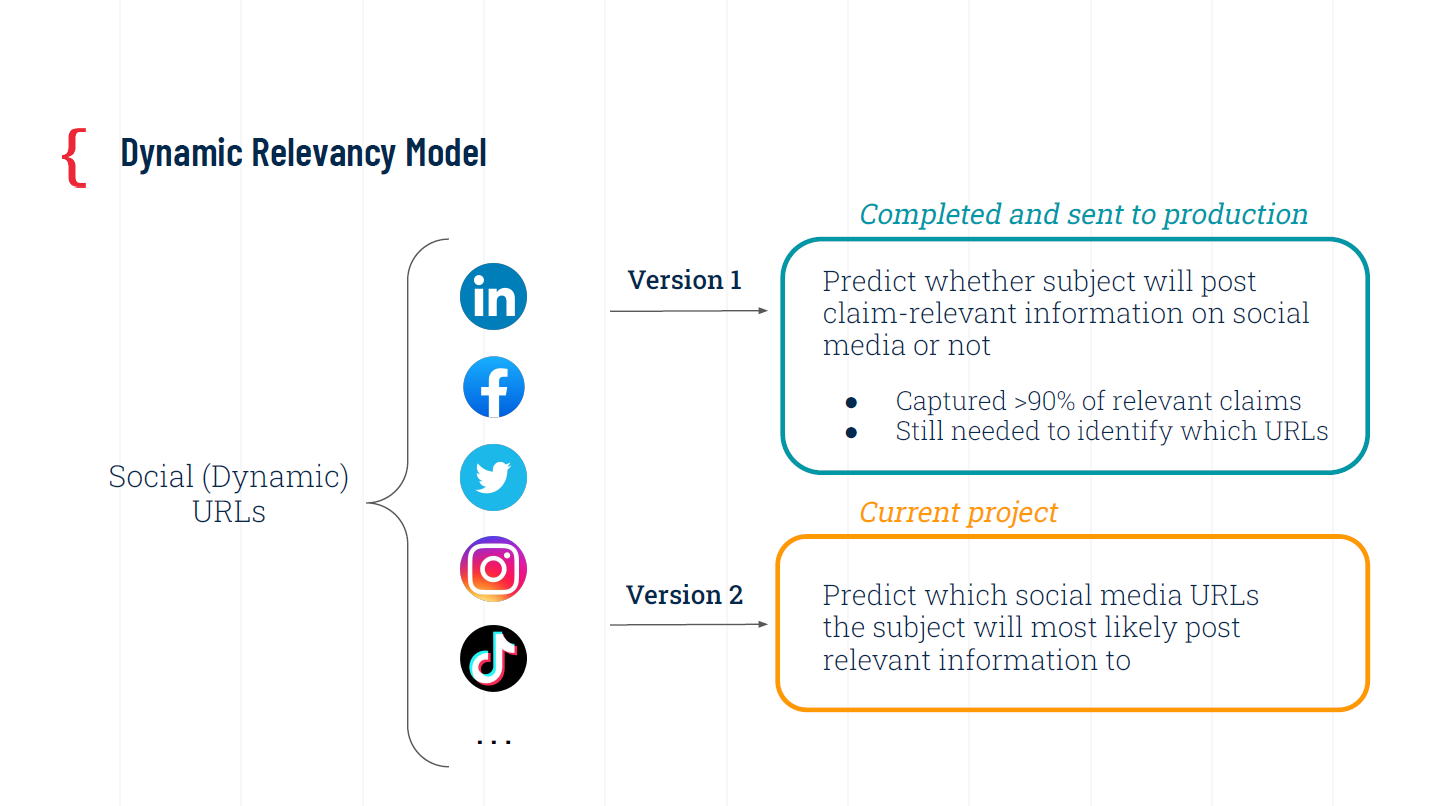 { Dynamic Relevancy Model
Social (Dynamic)
URLs
in
f
...
Version 1
Completed and sent to production
Predict whether subject will post
claim-relevant information on social
media or not
● Captured >90% of relevant claims
● Still needed to identify which URLs
Version 2
Current project
Predict which social media URLs
the subject will most likely post
relevant information to